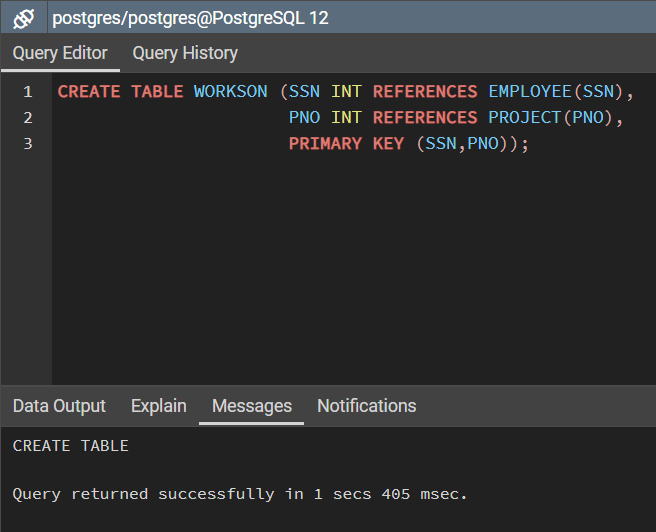 postgres/postgres@PostgreSQL 12
Query Editor Query History
1 CREATE TABLE WORKSON (SSN INT REFERENCES EMPLOYEE(SSN),
2 PNO INT REFERENCES PROJECT(PNO),
3 PRIMARY KEY (SSN,PNO));
Data Output Explain Messages Notifications
CREATE TABLE
Query returned successfully in 1 secs 405 msec.